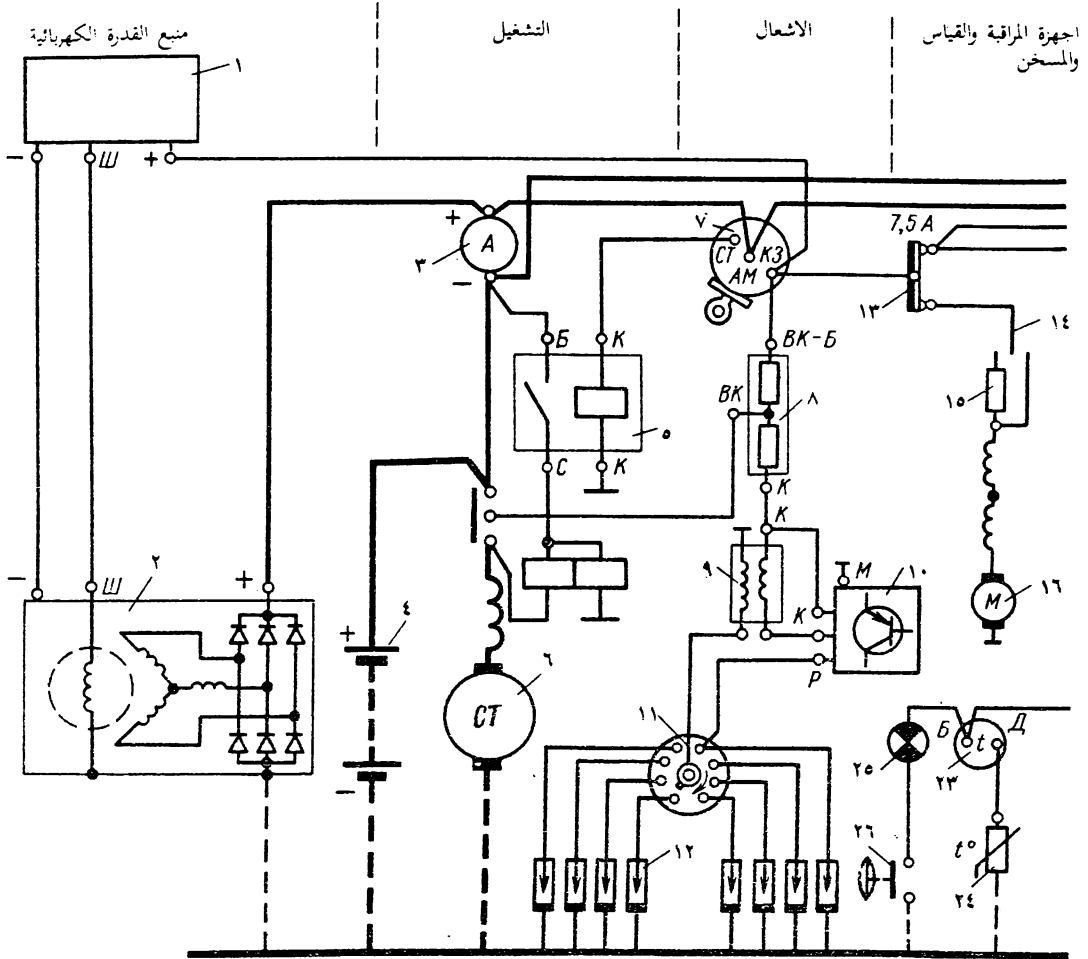 منبع القدرة الكهربائية
التشغيل
الاشعال
اجهزة المراقبة والقياس
والمسخن
١
− Ш +
+
А
٣
−
٧
СТ КЗ
АМ
7,5 А
١٣
١٤
Б К
ВК-Б
ВК
٨
٥
١٥
С К
К
К
٢
− Ш +
٩
М
١٠
К
М
١٦
+
٤
٦
Р
СТ
١١
Б Д
t
٢٥
٢٣
−
١٢
٢٦
t°
٢٤